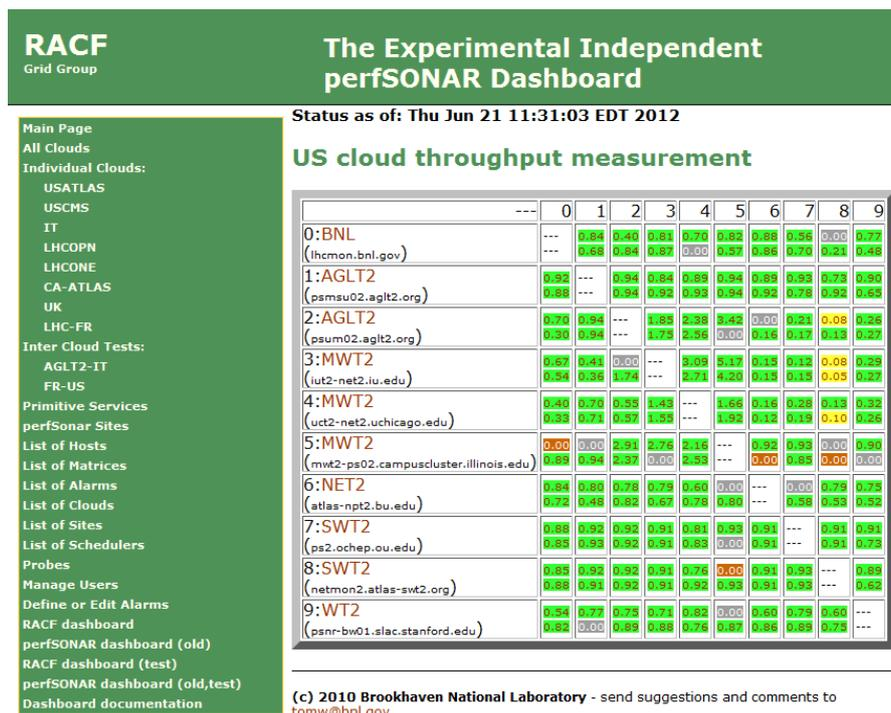 RACF
Grid Group
The Experimental Independent
perfSONAR Dashboard
Main Page
All Clouds
Individual Clouds:
USATLAS
USCMS
IT
LHCOPN
LHCONE
CA-ATLAS
UK
LHC-FR
Inter Cloud Tests:
AGLT2-IT
FR-US
Primitive Services
perfSonar Sites
List of Hosts
List of Matrices
List of Alarms
List of Clouds
List of Sites
List of Schedulers
Probes
Manage Users
Define or Edit Alarms
RACF dashboard
perfSONAR dashboard (old)
RACF dashboard (test)
perfSONAR dashboard (old,test)
Dashboard documentation
Status as of: Thu Jun 21 11:31:03 EDT 2012
US cloud throughput measurement
--- 0 1 2 3 4 5 6 7 8 9
0:BNL --- 0.84 0.40 0.81 0.70 0.82 0.88 0.56 0.00 0.77
(lhcmon.bnl.gov) --- 0.68 0.84 0.87 0.00 0.57 0.86 0.70 0.21 0.48
1:AGLT2 0.92 --- 0.94 0.84 0.89 0.94 0.89 0.93 0.73 0.90
(psmsu02.aglt2.org) 0.88 --- 0.94 0.92 0.93 0.94 0.92 0.78 0.92 0.65
2:AGLT2 0.70 0.94 --- 1.85 2.38 3.42 0.00 0.21 0.08 0.26
(psum02.aglt2.org) 0.30 0.94 --- 1.75 2.56 0.00 0.16 0.17 0.13 0.27
3:MWT2 0.67 0.41 0.00 --- 3.09 5.17 0.15 0.12 0.08 0.29
(iut2-net2.iu.edu) 0.54 0.36 1.74 --- 2.71 4.20 0.15 0.15 0.05 0.27
4:MWT2 0.40 0.70 0.55 1.43 --- 1.66 0.16 0.28 0.13 0.32
(uct2-net2.uchicago.edu) 0.33 0.71 0.57 1.55 --- 1.92 0.12 0.19 0.10 0.26
5:MWT2 0.00 0.00 2.91 2.76 2.16 --- 0.92 0.93 0.00 0.90
(mwt2-ps02.campuscluster.illinois.edu) 0.89 0.94 2.37 0.00 2.53 --- 0.00 0.85 0.00 0.00
6:NET2 0.84 0.80 0.78 0.79 0.60 0.00 --- 0.00 0.79 0.75
(atlas-npt2.bu.edu) 0.72 0.48 0.82 0.67 0.78 0.80 --- 0.58 0.53 0.52
7:SWT2 0.88 0.92 0.92 0.91 0.81 0.93 0.91 --- 0.91 0.91
(ps2.ochep.ou.edu) 0.85 0.93 0.92 0.91 0.83 0.00 0.91 --- 0.91 0.73
8:SWT2 0.85 0.92 0.92 0.91 0.76 0.00 0.91 0.93 --- 0.89
(netmon2.atlas-swt2.org) 0.88 0.91 0.92 0.91 0.92 0.93 0.91 0.93 --- 0.62
9:WT2 0.54 0.77 0.75 0.71 0.82 0.00 0.60 0.79 0.60 ---
(psnr-bw01.slac.stanford.edu) 0.82 0.00 0.89 0.88 0.76 0.87 0.86 0.89 0.75 ---
(c) 2010 Brookhaven National Laboratory - send suggestions and comments to
tomw@bnl.gov